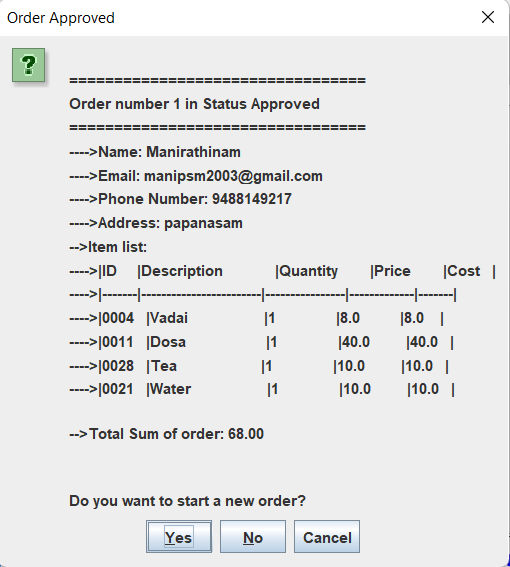 Order Approved
?
=================================
Order number 1 in Status Approved
=================================
---->Name: Manirathinam
---->Email: manipsm2003@gmail.com
---->Phone Number: 9488149217
---->Address: papanasam
-->Item list:
---->|ID |Description |Quantity |Price |Cost |
---->|-------|------------------------|----------------|-------------|-------|
---->|0004 |Vadai |1 |8.0 |8.0 |
---->|0011 |Dosa |1 |40.0 |40.0 |
---->|0028 |Tea |1 |10.0 |10.0 |
---->|0021 |Water |1 |10.0 |10.0 |
-->Total Sum of order: 68.00
Do you want to start a new order?
Yes No Cancel